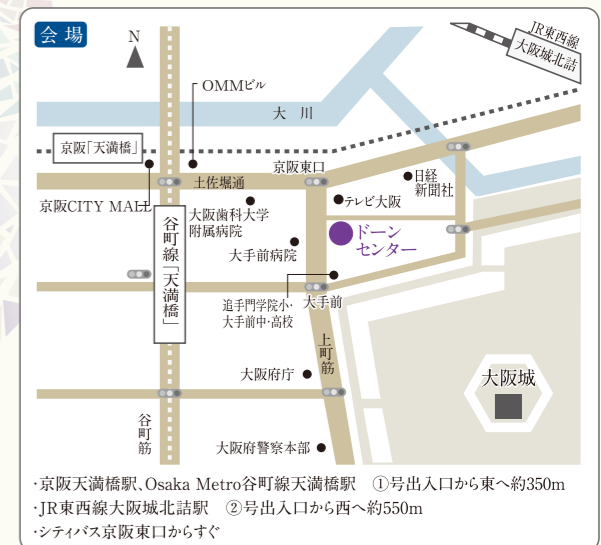 会 場
N
JR東西線
大阪城北詰
OMMビル
大 川
京阪「天満橋」
京阪東口
土佐堀通
日経
新聞社
テレビ大阪
京阪CITY MALL
大阪歯科大学
附属病院
谷町線「天満橋」
ドーン
センター
大手前病院
追手門学院小・
大手前中・高校
大手前
上町筋
大阪府庁
大阪城
谷町筋
大阪府警察本部
・京阪天満橋駅、Osaka Metro谷町線天満橋駅　①号出入口から東へ約350m
・JR東西線大阪城北詰駅　②号出入口から西へ約550m
・シティバス京阪東口からすぐ